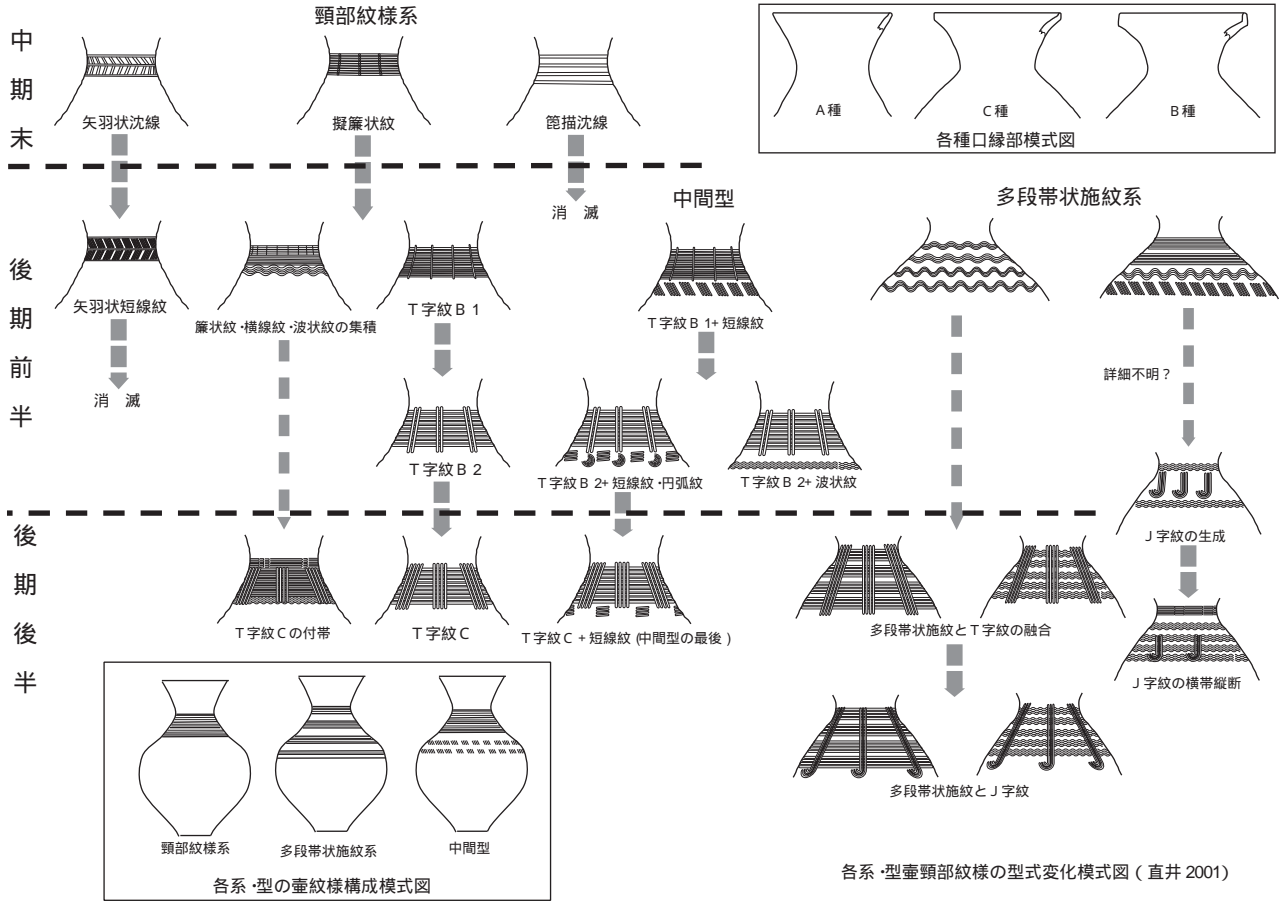 頸部紋様系
中期末
矢羽状沈線
擬簾状紋
箆描沈線
A種
C種
B種
各種口縁部模式図
消 滅
中間型
多段帯状施紋系
後期前半
矢羽状短線紋
簾状紋・横線紋・波状紋の集積
T字紋B 1
T字紋B 1+短線紋
詳細不明?
消 滅
T字紋B 2
T字紋B 2+短線紋・円弧紋
T字紋B 2+波状紋
J字紋の生成
後期後半
T字紋Cの付帯
T字紋C
T字紋C+短線紋(中間型の最後)
多段帯状施紋とT字紋の融合
J字紋の横帯縦断
多段帯状施紋とJ字紋
頸部紋様系
多段帯状施紋系
中間型
各系・型の壷紋様構成模式図
各系・型壷頸部紋様の型式変化模式図(直井2001)